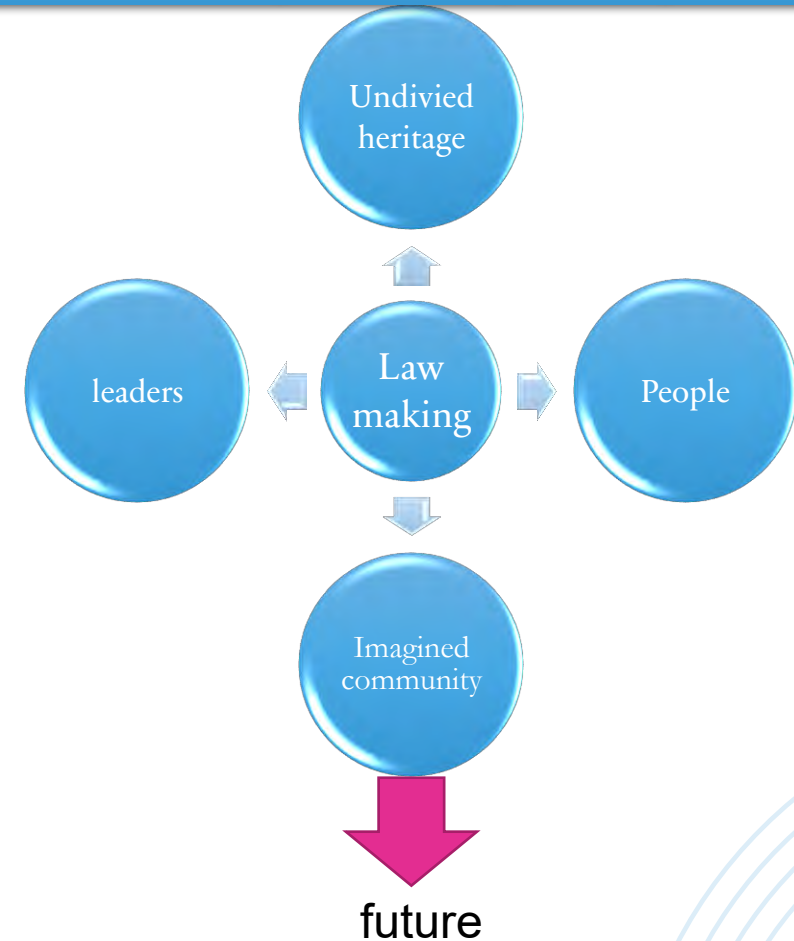 Undivied
heritage
leaders
Law
making
People
Imagined
community
future